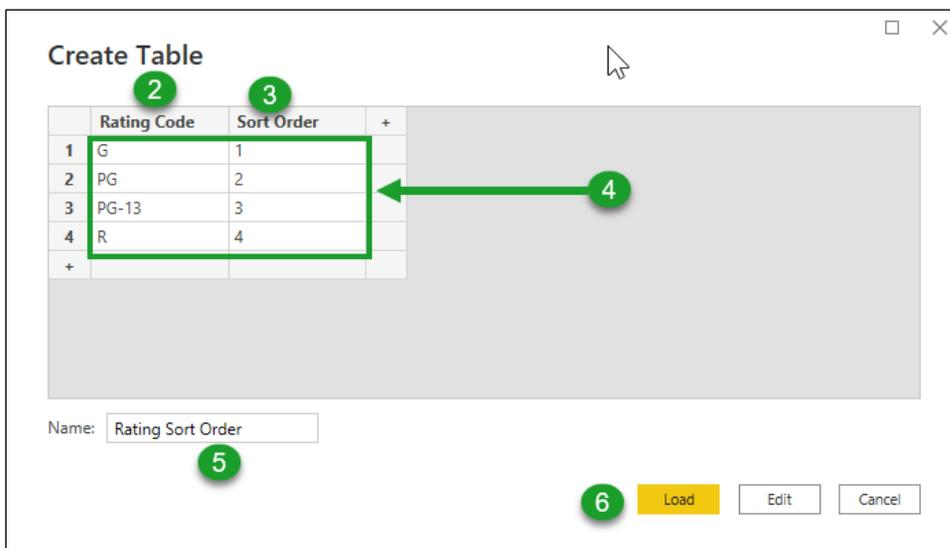 Create Table
2 3
Rating Code Sort Order +
1 G 1
2 PG 2
3 PG-13 3
4 R 4
+
4
Name: Rating Sort Order
5
6 Load Edit Cancel